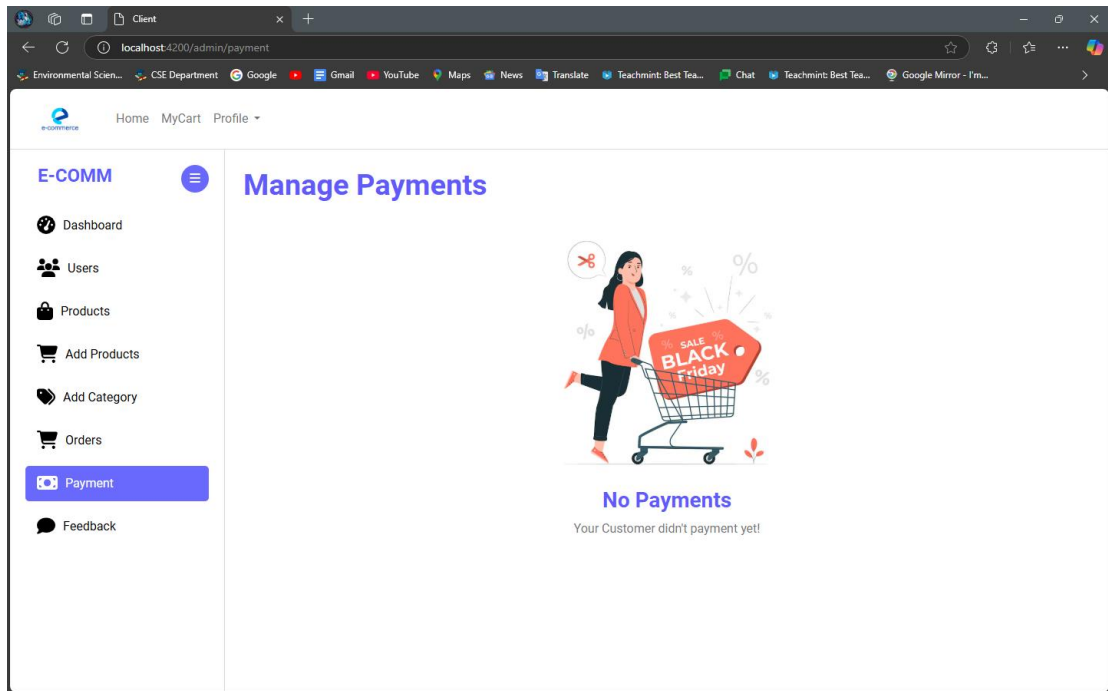 Client
localhost:4200/admin/payment
Environmental Scien... CSE Department Google Gmail YouTube Maps News Translate Teachmint: Best Tea... Chat Teachmint: Best Tea... Google Mirror - I'm...
e-commerce Home MyCart Profile
E-COMM
Dashboard
Users
Products
Add Products
Add Category
Orders
Payment
Feedback
Manage Payments
%
%
%
% SALE %
BLACK
Friday
%
No Payments
Your Customer didn't payment yet!